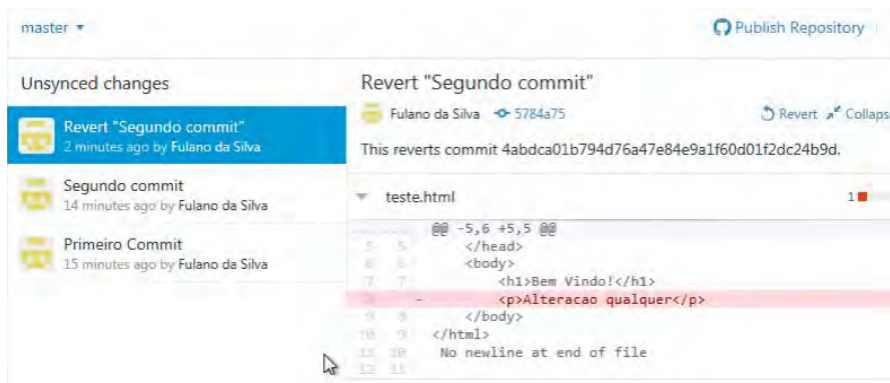 master
Publish Repository
Unsynced changes
Revert "Segundo commit"
2 minutes ago by Fulano da Silva
Segundo commit
14 minutes ago by Fulano da Silva
Primeiro Commit
15 minutes ago by Fulano da Silva
Revert "Segundo commit"
Fulano da Silva 5784a75
Revert Collaps
This reverts commit 4abdca01b794d76a47e84e9a1f60d01f2dc24b9d.
teste.html 1
@@ -5,6 +5,5 @@
5 5 </head>
6 6 <body>
7 7 <h1>Bem Vindo!</h1>
8 - <p>Alteracao qualquer</p>
9 8 </body>
10 9 </html>
11 10 No newline at end of file
12 11